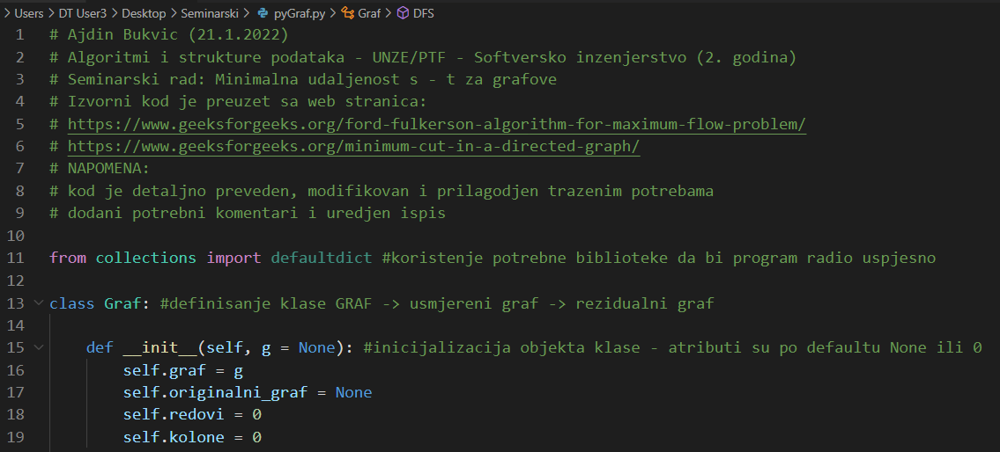 > Users > DT User3 > Desktop > Seminarski > pyGraf.py > Graf > DFS
1 # Ajdin Bukvic (21.1.2022)
2 # Algoritmi i strukture podataka - UNZE/PTF - Softversko inzenjerstvo (2. godina)
3 # Seminarski rad: Minimalna udaljenost s - t za grafove
4 # Izvorni kod je preuzet sa web stranica:
5 # https://www.geeksforgeeks.org/ford-fulkerson-algorithm-for-maximum-flow-problem/
6 # https://www.geeksforgeeks.org/minimum-cut-in-a-directed-graph/
7 # NAPOMENA:
8 # kod je detaljno preveden, modifikovan i prilagodjen trazenim potrebama
9 # dodani potrebni komentari i uredjen ispis
10
11 from collections import defaultdict #koristenje potrebne biblioteke da bi program radio uspjesno
12
13 class Graf: #definisanje klase GRAF -> usmjereni graf -> rezidualni graf
14
15 def __init__(self, g = None): #inicijalizacija objekta klase - atributi su po defaultu None ili 0
16 self.graf = g
17 self.originalni_graf = None
18 self.redovi = 0
19 self.kolone = 0